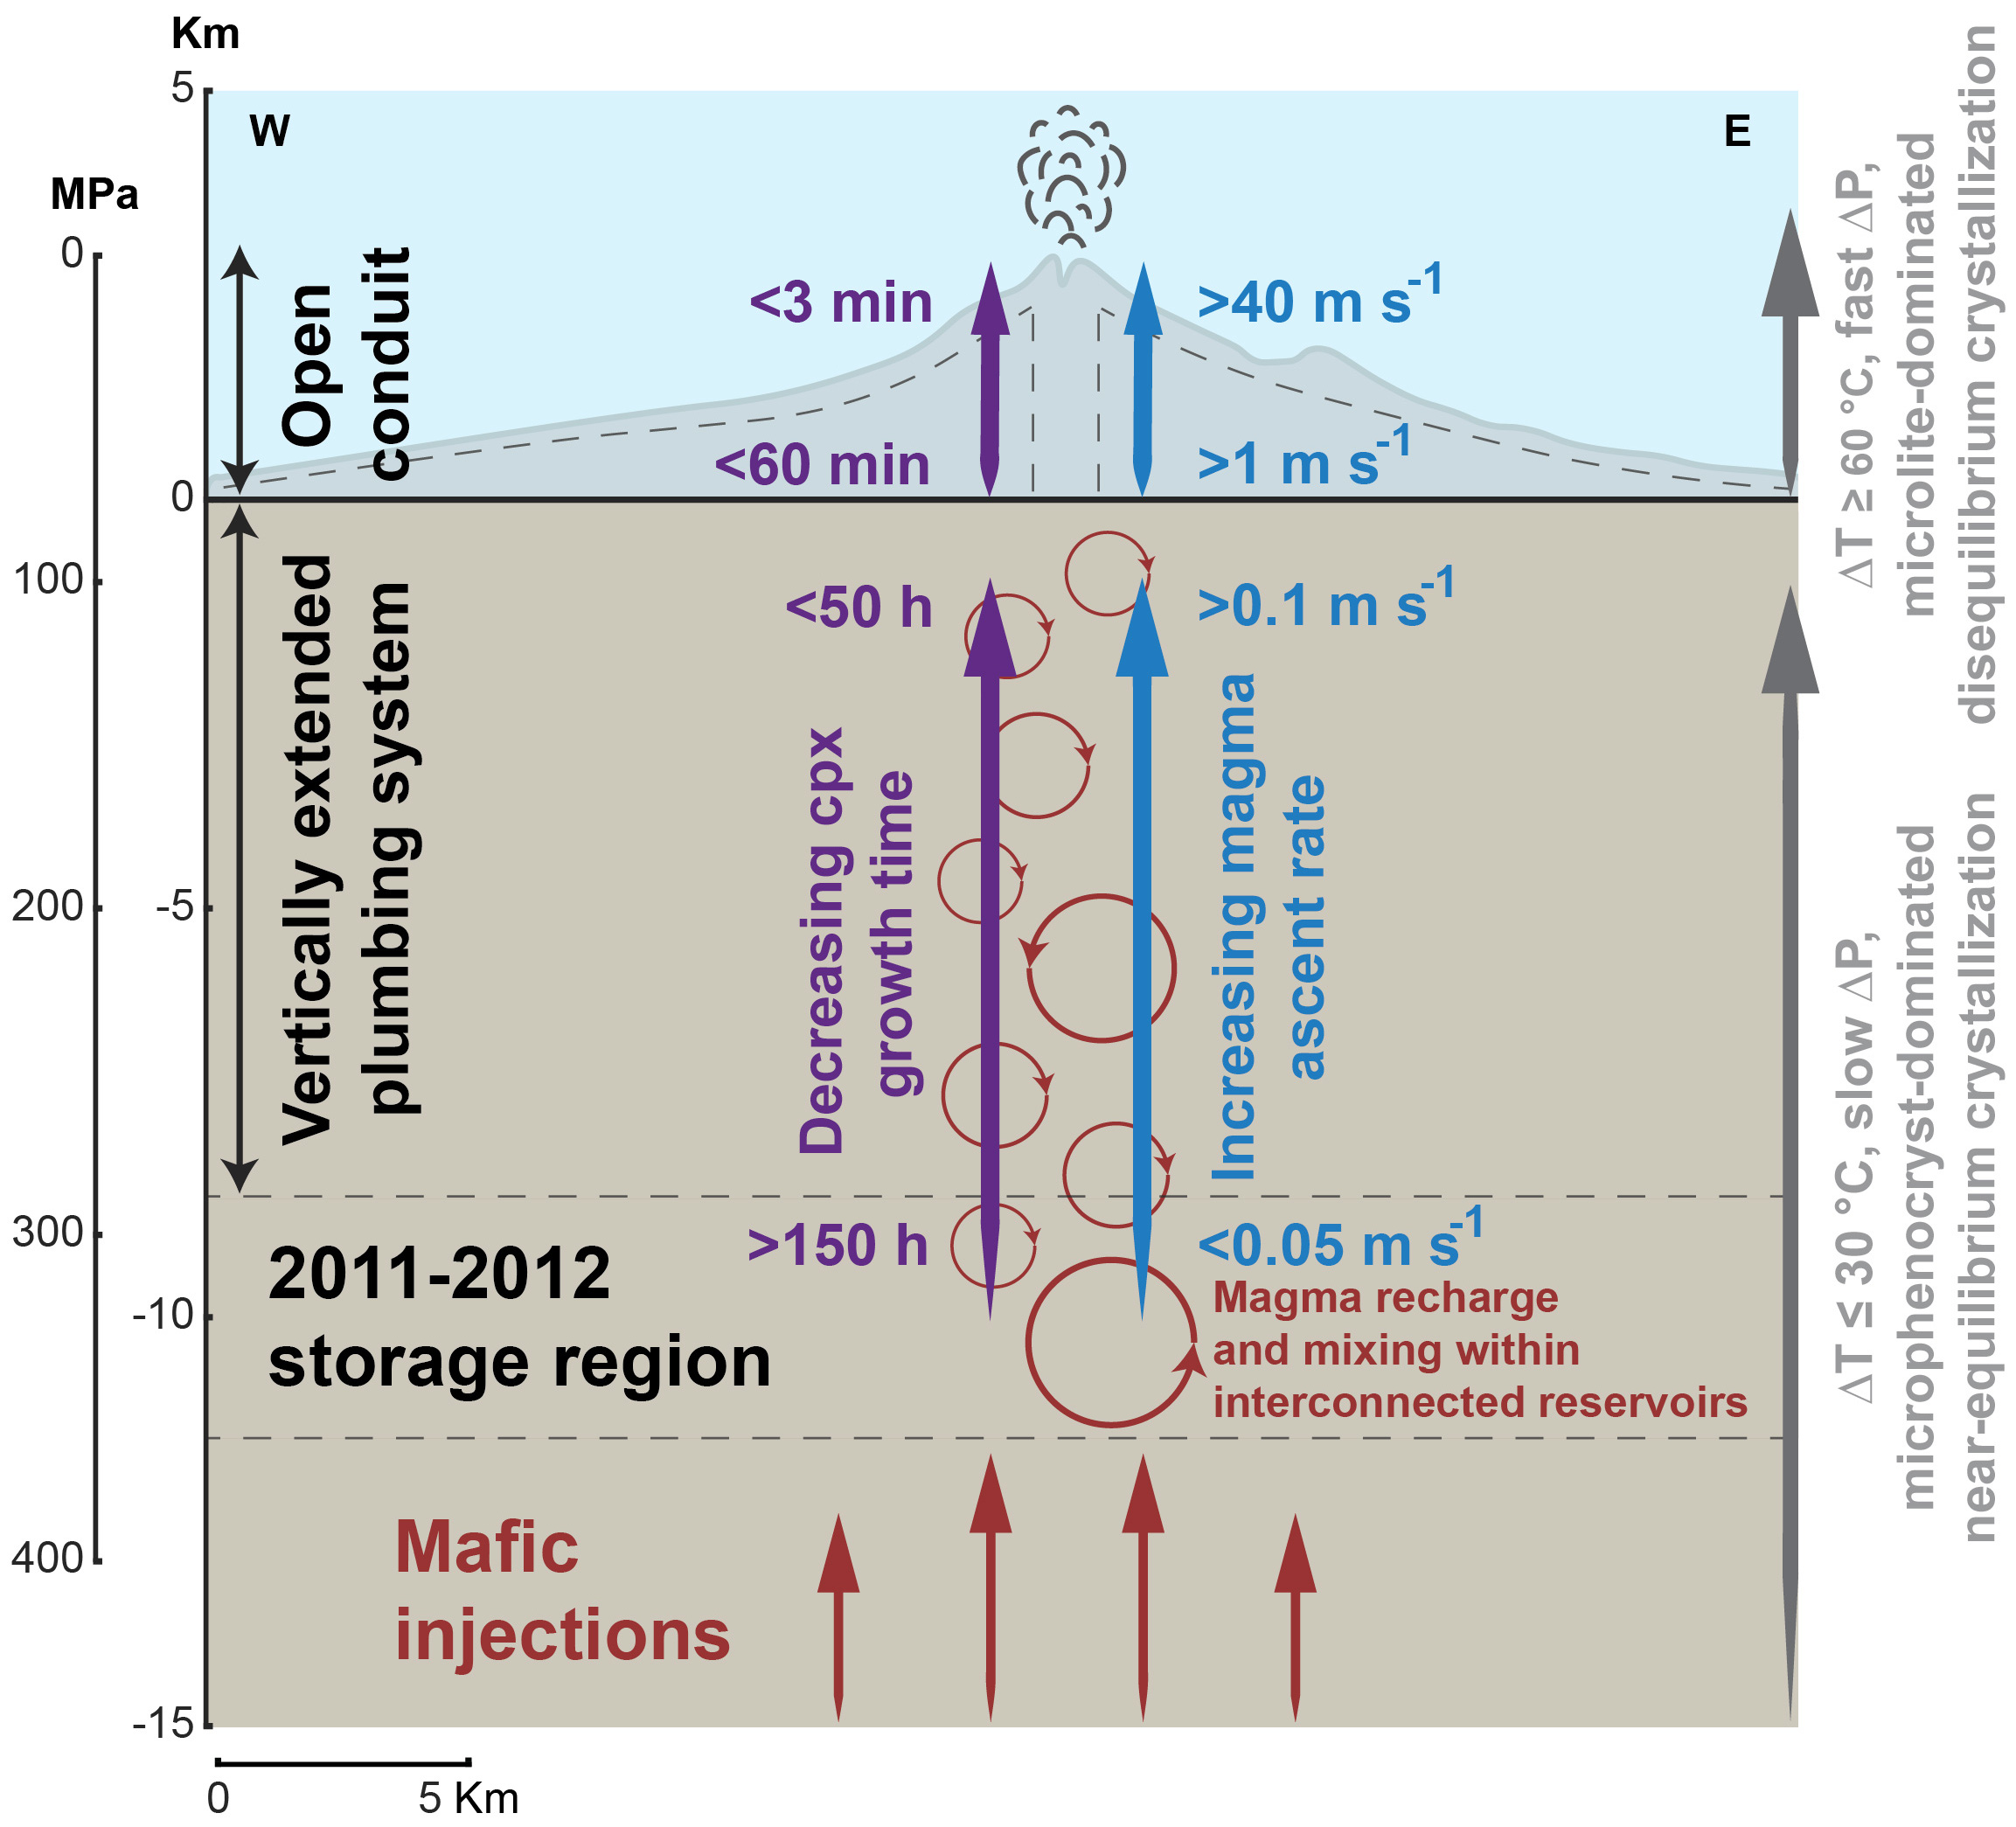 Km
5
W
E
MPa
0
Open
conduit
<3 min
>40 m s-1
<60 min
>1 m s-1
0
100
<50 h
>0.1 m s-1
Vertically extended
plumbing system
Decreasing cpx
growth time
Increasing magma
ascent rate
200
-5
300
>150 h
<0.05 m s-1
2011-2012
storage region
-10
Magma recharge
and mixing within
interconnected reservoirs
400
Mafic
injections
-15
0
5 Km
ΔT ≥ 60 °C, fast ΔP,
microlite-dominated
disequilibrium crystallization
ΔT ≤ 30 °C, slow ΔP,
microphenocryst-dominated
near-equilibrium crystallization